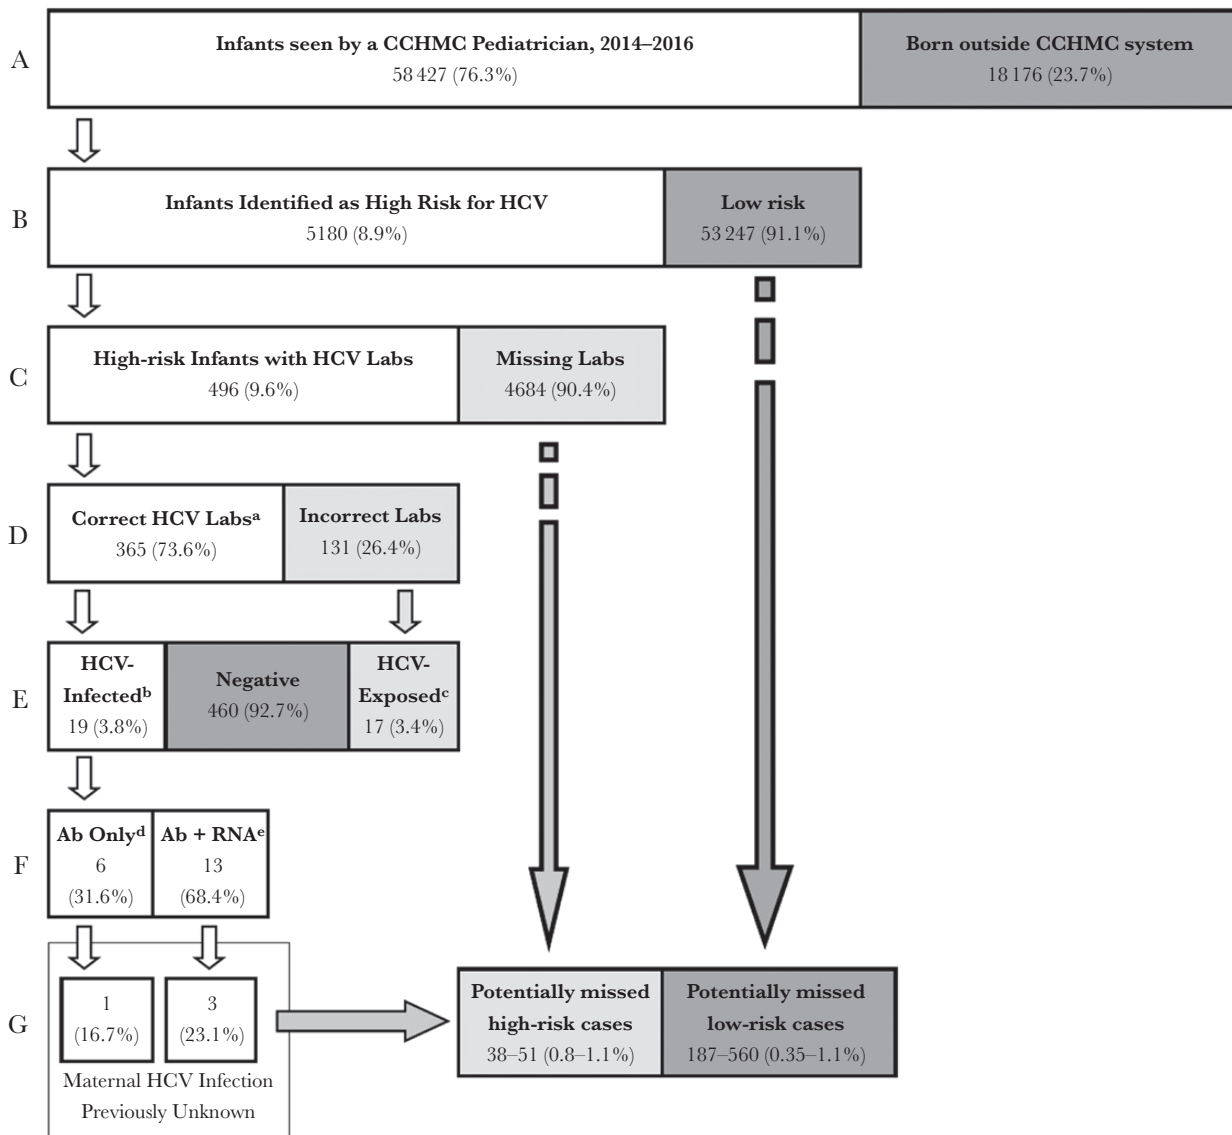 A
Infants seen by a CCHMC Pediatrician, 2014–2016
58 427 (76.3%)
Born outside CCHMC system
18 176 (23.7%)
B
Infants Identified as High Risk for HCV
5180 (8.9%)
Low risk
53 247 (91.1%)
C
High-risk Infants with HCV Labs
496 (9.6%)
Missing Labs
4684 (90.4%)
D
Correct HCV Labsᵃ
365 (73.6%)
Incorrect Labs
131 (26.4%)
E
HCV-
Infectedᵇ
19 (3.8%)
Negative
460 (92.7%)
HCV-
Exposedᶜ
17 (3.4%)
F
Ab Onlyᵈ
6
(31.6%)
Ab + RNAᵉ
13
(68.4%)
G
1
(16.7%)
3
(23.1%)
Maternal HCV Infection
Previously Unknown
Potentially missed
high-risk cases
38–51 (0.8–1.1%)
Potentially missed
low-risk cases
187–560 (0.35–1.1%)